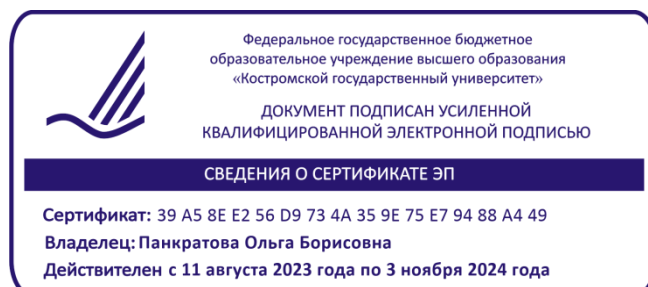 Федеральное государственное бюджетное
образовательное учреждение высшего образования
«Костромской государственный университет»
ДОКУМЕНТ ПОДПИСАН УСИЛЕННОЙ
КВАЛИФИЦИРОВАННОЙ ЭЛЕКТРОННОЙ ПОДПИСЬЮ
СВЕДЕНИЯ О СЕРТИФИКАТЕ ЭП
Сертификат: 39 A5 8E E2 56 D9 73 4A 35 9E 75 E7 94 88 A4 49
Владелец: Панкратова Ольга Борисовна
Действителен с 11 августа 2023 года по 3 ноября 2024 года